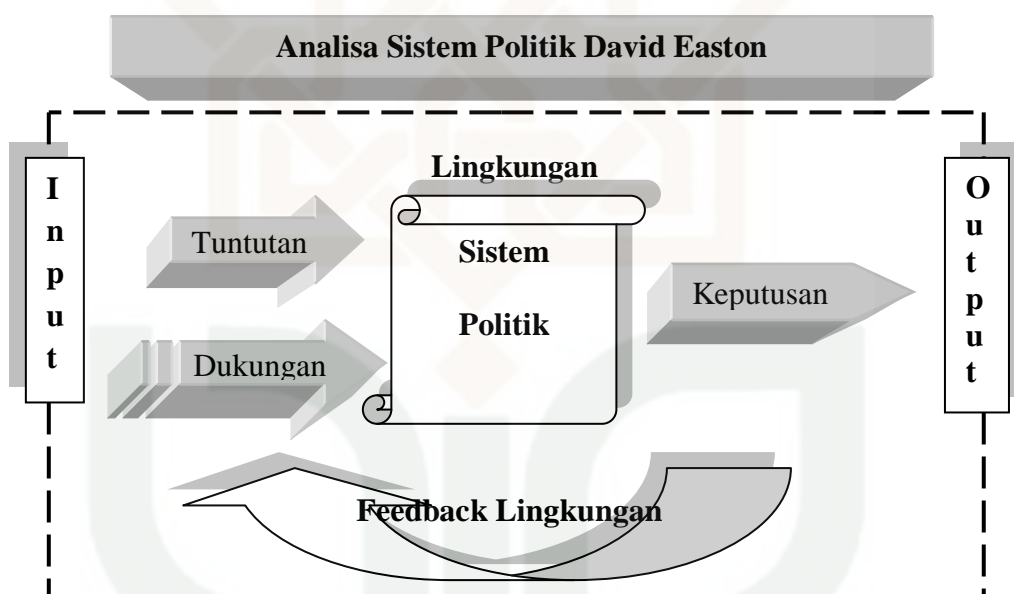 Analisa Sistem Politik David Easton
Lingkungan
Input
Tuntutan
Sistem
Politik
Keputusan
Dukungan
Output
Feedback Lingkungan